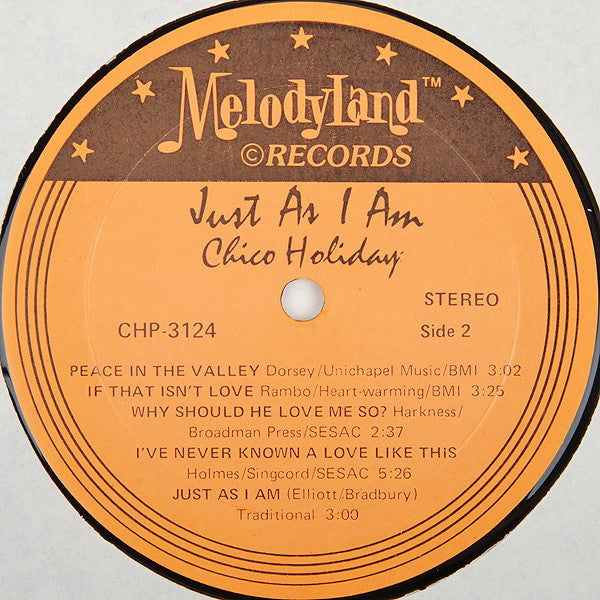 MelodyLand™
©RECORDS
Just As I Am
Chico Holiday
STEREO
CHP-3124
Side 2
PEACE IN THE VALLEY Dorsey/Unichapel Music/BMI 3:02
IF THAT ISN'T LOVE Rambo/Heart-warming/BMI 3:25
WHY SHOULD HE LOVE ME SO? Harkness/
Broadman Press/SESAC 2:37
I'VE NEVER KNOWN A LOVE LIKE THIS
Holmes/Singcord/SESAC 5:26
JUST AS I AM (Elliott/Bradbury)
Traditional 3:00